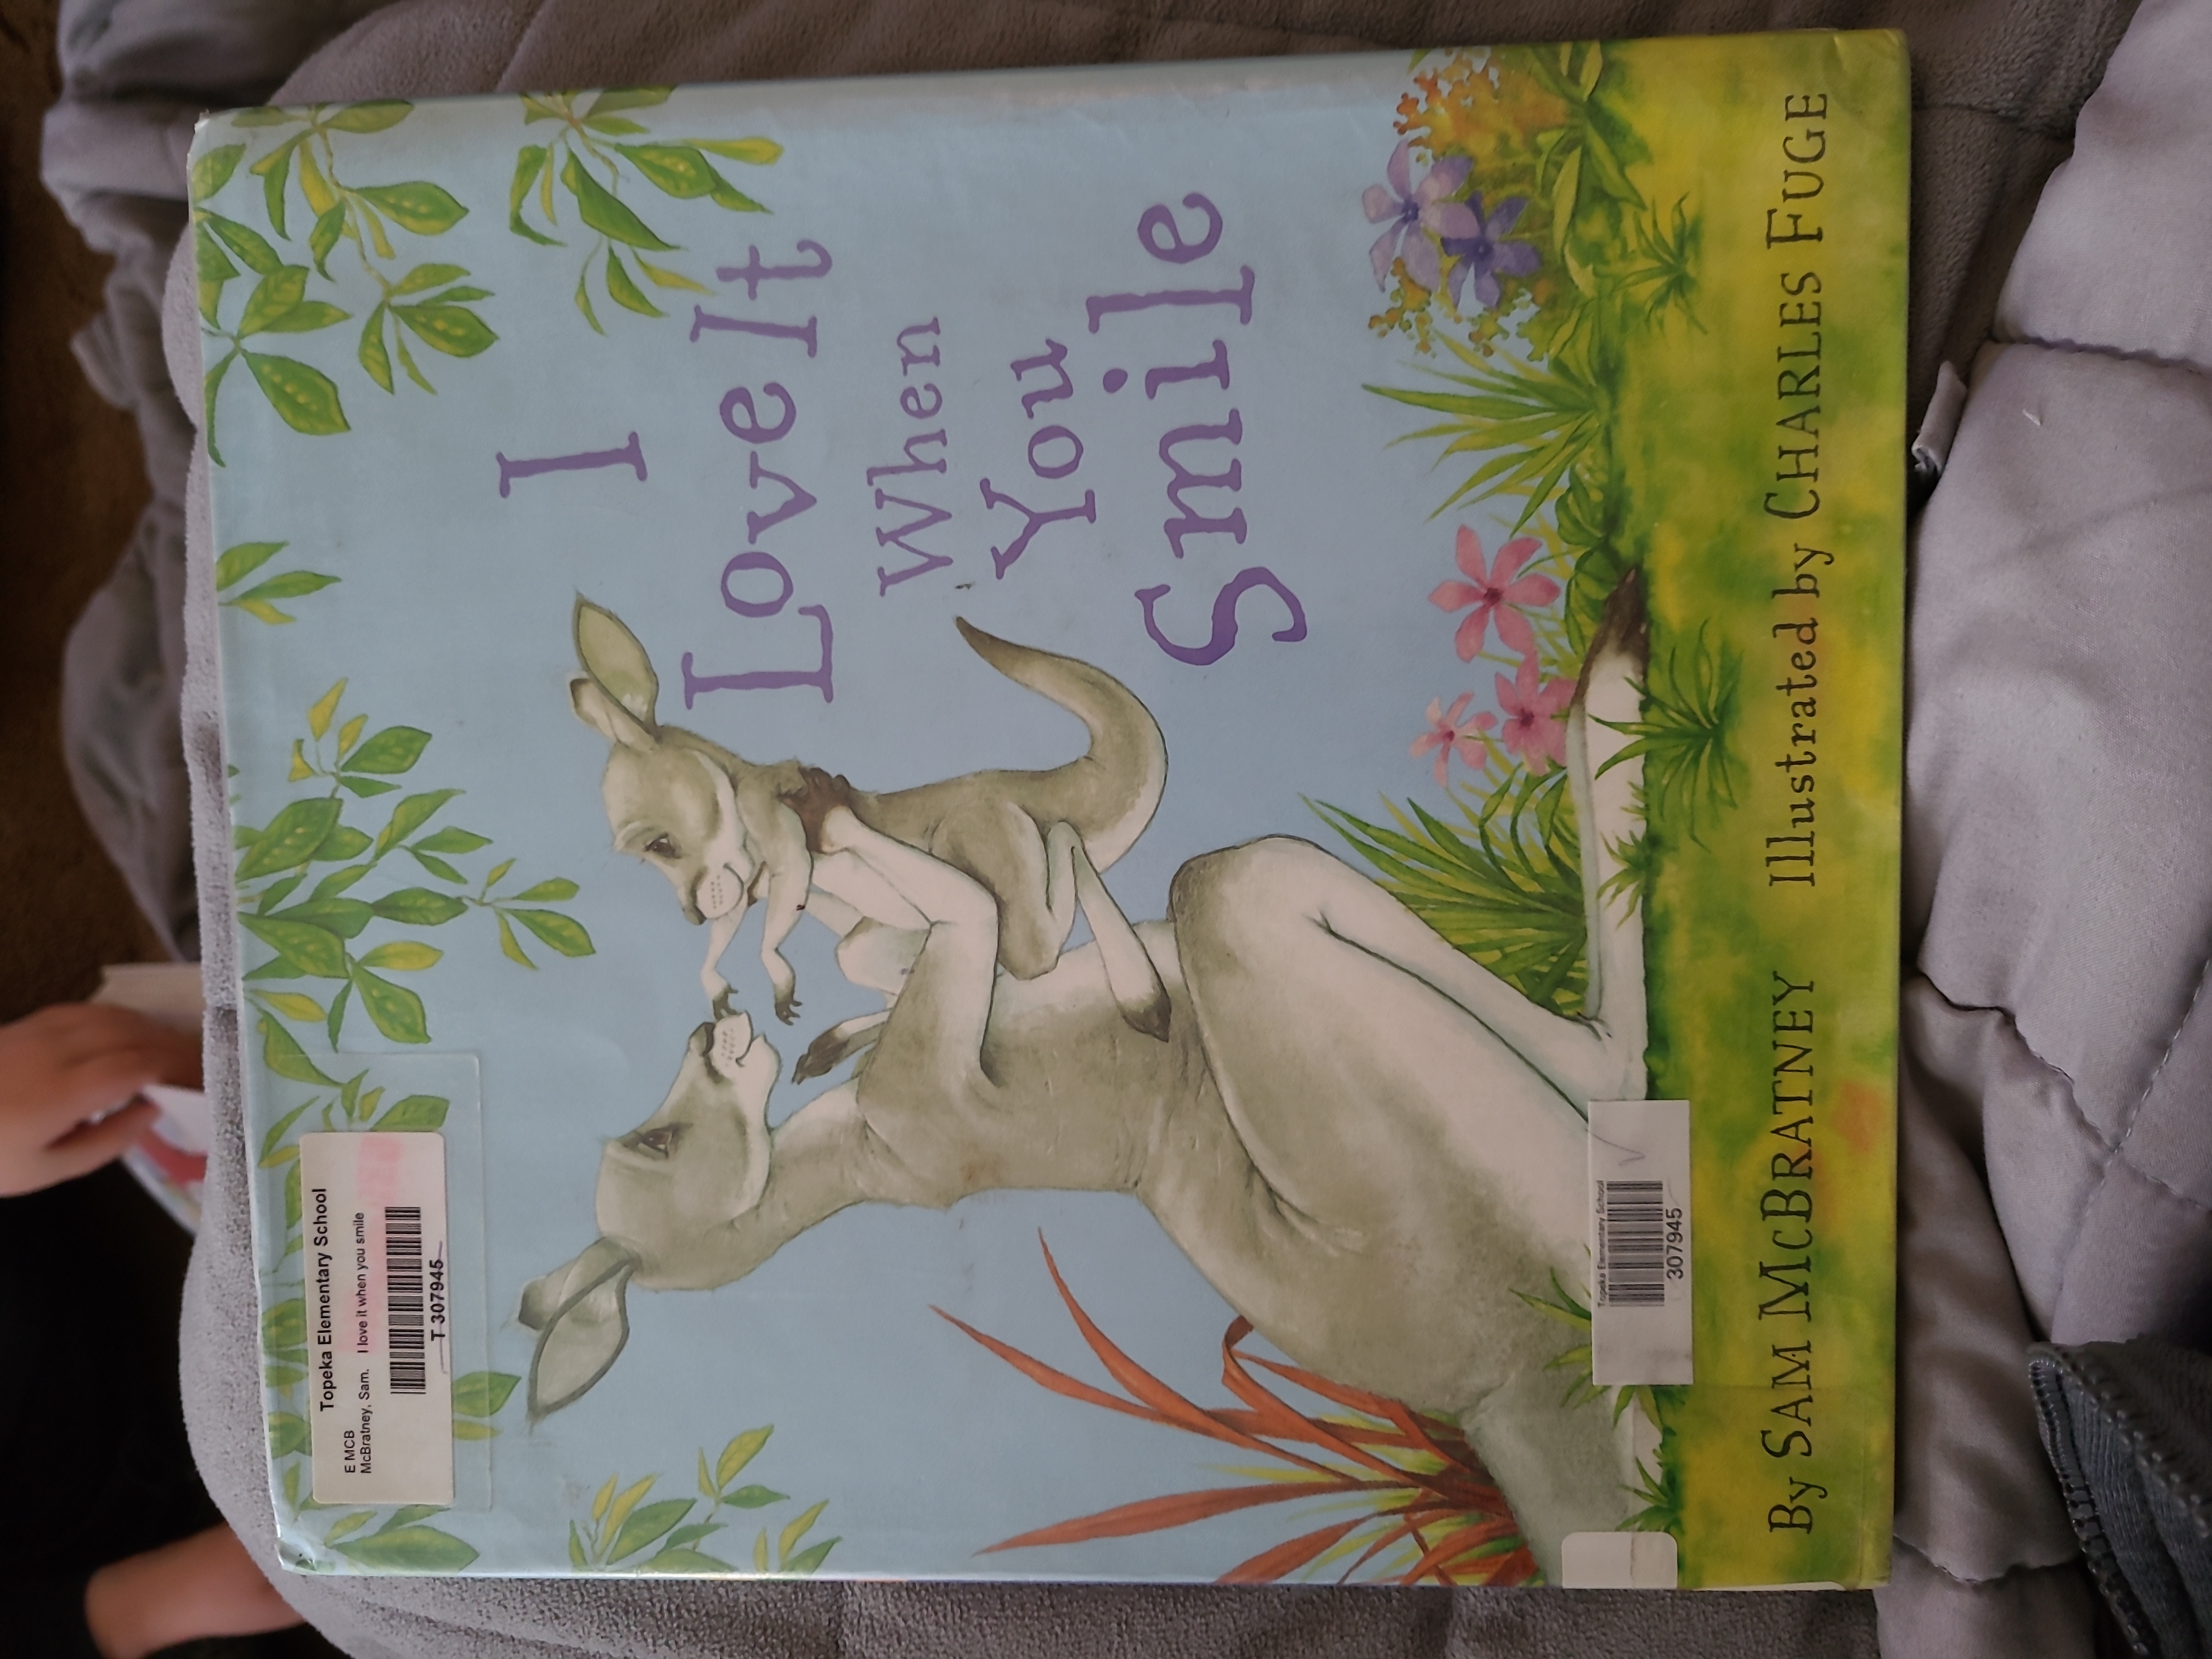 Topeka Elementary School
E MCB
McBratney, Sam. I love it when you smile
T 307945
I
Love It
When
You
Smile
Topeka Elementary School
307945
By SAM McBRATNEY Illustrated by CHARLES FUGE